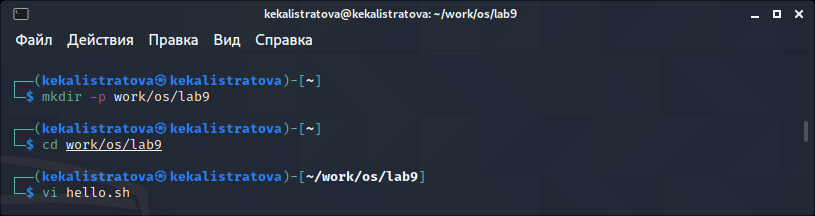 kekalistratova@kekalistratova: ~/work/os/lab9
Файл Действия Правка Вид Справка
┌──(kekalistratova㉿kekalistratova)-[~]
└─$ mkdir -p work/os/lab9
┌──(kekalistratova㉿kekalistratova)-[~]
└─$ cd work/os/lab9
┌──(kekalistratova㉿kekalistratova)-[~/work/os/lab9]
└─$ vi hello.sh